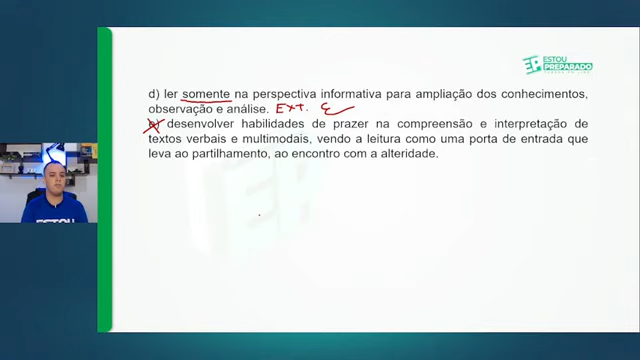 ESTOU
PREPARADO
d) ler somente na perspectiva informativa para ampliação dos conhecimentos,
observação e análise. EXT. E
e) desenvolver habilidades de prazer na compreensão e interpretação de
textos verbais e multimodais, vendo a leitura como uma porta de entrada que
leva ao partilhamento, ao encontro com a alteridade.
ESTOU